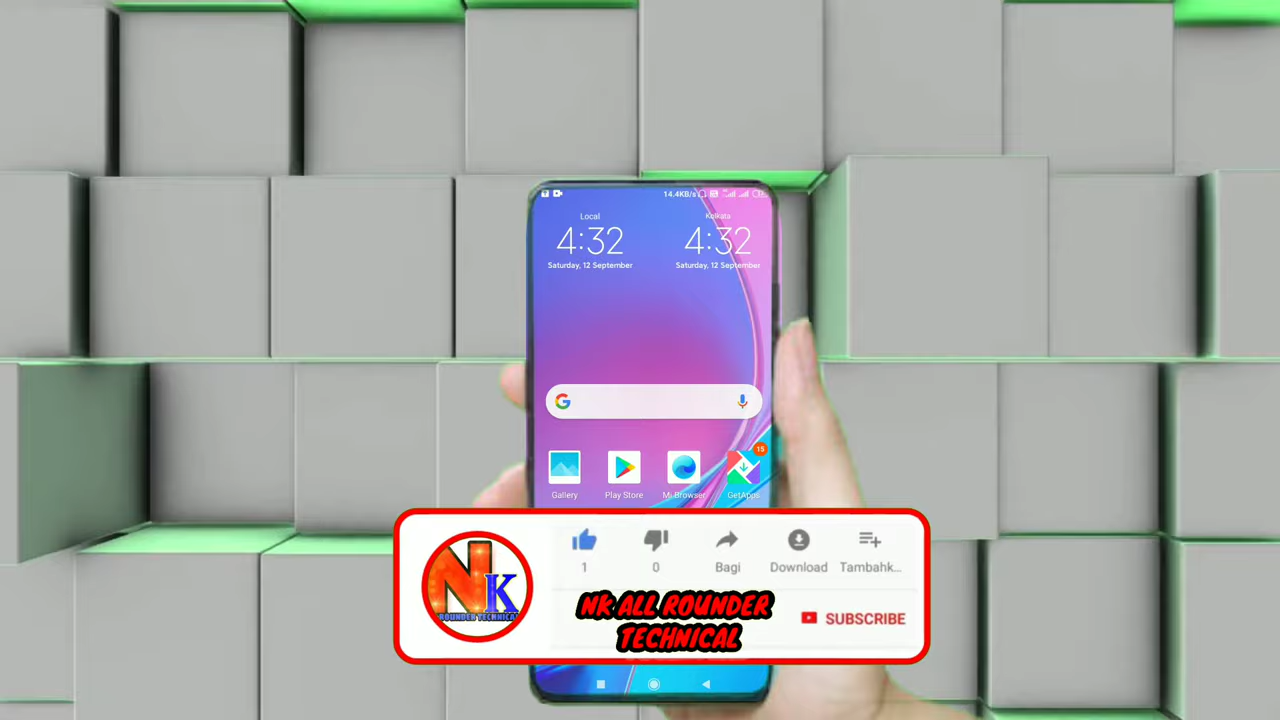 14.4KB/s
Local
Kolkata
4:32
4:32
Saturday, 12 September
Saturday, 12 September
G
15
Gallery
Play Store
Mi Browser
GetApps
NK
ROUNDER TECHNICAL
1
0
Bagi
Download
Tambahk...
NK ALL ROUNDER
TECHNICAL
SUBSCRIBE